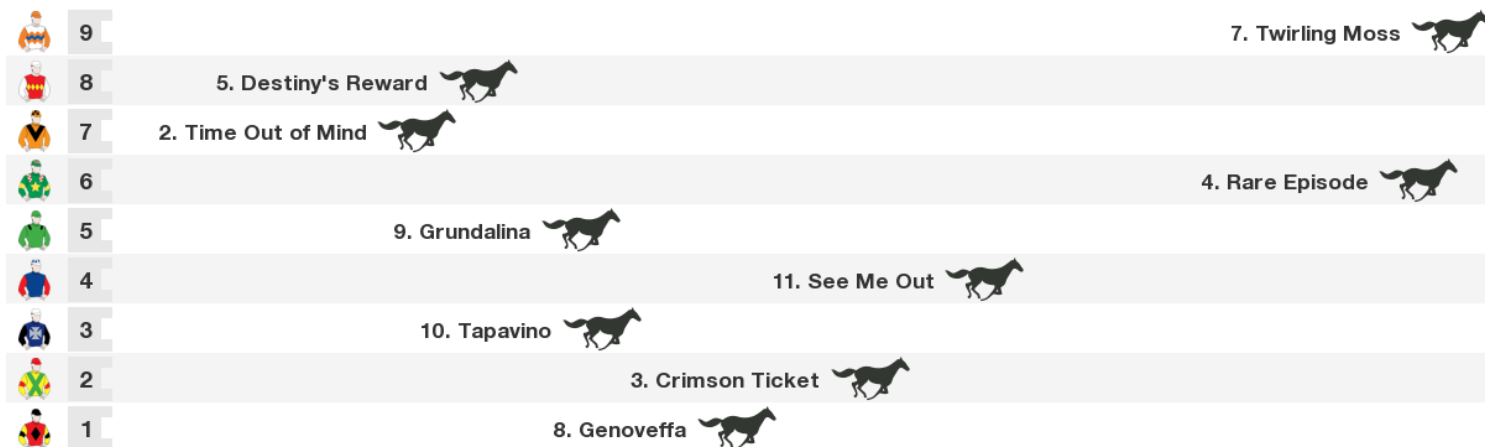 9 7. Twirling Moss
8 5. Destiny's Reward
7 2. Time Out of Mind
6 4. Rare Episode
5 9. Grundalina
4 11. See Me Out
3 10. Tapavino
2 3. Crimson Ticket
1 8. Genoveffa